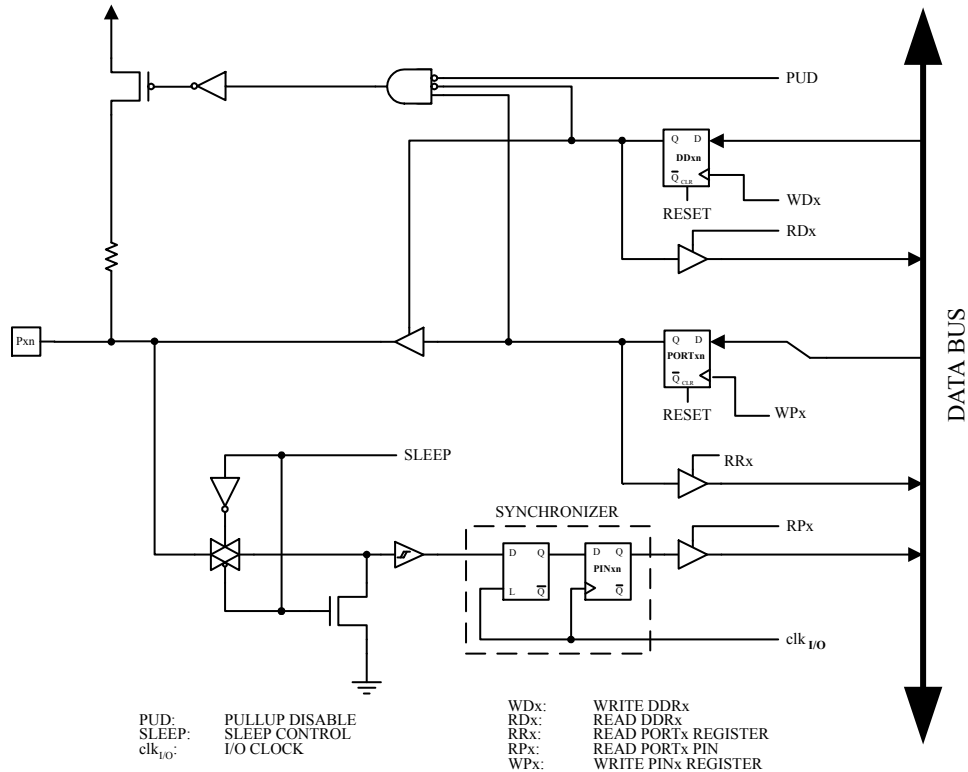 PUD
Q D
DDxn
Q CLR
WDx
RESET
RDx
Pxn
Q D
PORTxn
Q CLR
RESET
WPx
DATA BUS
SLEEP
RRx
SYNCHRONIZER
RPx
D Q
L Q
D Q
PINxn
Q
clk I/O
PUD: PULLUP DISABLE
SLEEP: SLEEP CONTROL
clkI/O: I/O CLOCK
WDx: WRITE DDRx
RDx: READ DDRx
RRx: READ PORTx REGISTER
RPx: READ PORTx PIN
WPx: WRITE PINx REGISTER